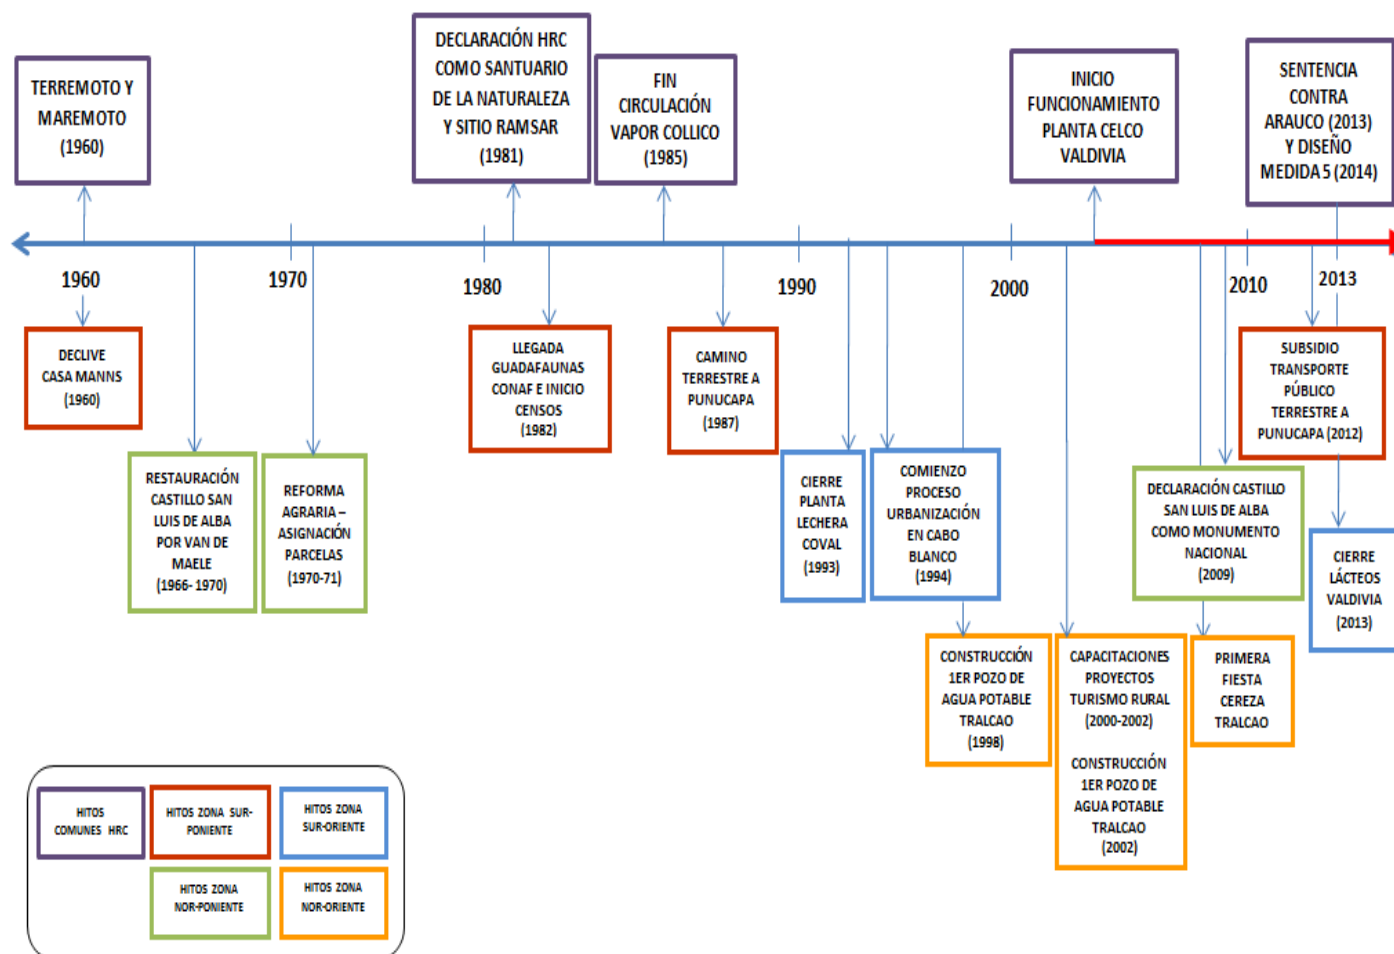 TERREMOTO Y
MAREMOTO
(1960)
DECLARACIÓN HRC
COMO SANTUARIO
DE LA NATURALEZA
Y SITIO RAMSAR
(1981)
FIN
CIRCULACIÓN
VAPOR COLLICO
(1985)
INICIO
FUNCIONAMIENTO
PLANTA CELCO
VALDIVIA
SENTENCIA
CONTRA
ARAUCO (2013)
Y DISEÑO
MEDIDA 5 (2014)
1960
1970
1980
1990
2000
2010
2013
DECLIVE
CASA MANNS
(1960)
LLEGADA
GUADAFAUNAS
CONAF E INICIO
CENSOS
(1982)
CAMINO
TERRESTRE A
PUNUCAPA
(1987)
SUBSIDIO
TRANSPORTE
PÚBLICO
TERRESTRE A
PUNUCAPA (2012)
RESTAURACIÓN
CASTILLO SAN
LUIS DE ALBA
POR VAN DE
MAELE
(1966- 1970)
REFORMA
AGRARIA –
ASIGNACIÓN
PARCELAS
(1970-71)
CIERRE
PLANTA
LECHERA
COVAL
(1993)
COMIENZO
PROCESO
URBANIZACIÓN
EN CABO
BLANCO
(1994)
DECLARACIÓN CASTILLO
SAN LUIS DE ALBA
COMO MONUMENTO
NACIONAL
(2009)
CIERRE
LÁCTEOS
VALDIVIA
(2013)
CONSTRUCCIÓN
1ER POZO DE
AGUA POTABLE
TRALCAO
(1998)
CAPACITACIONES
PROYECTOS
TURISMO RURAL
(2000-2002)
CONSTRUCCIÓN
1ER POZO DE
AGUA POTABLE
TRALCAO
(2002)
PRIMERA
FIESTA
CEREZA
TRALCAO
HITOS
COMUNES HRC
HITOS ZONA SUR-
PONIENTE
HITOS ZONA
SUR-ORIENTE
HITOS ZONA
NOR-PONIENTE
HITOS ZONA
NOR-ORIENTE